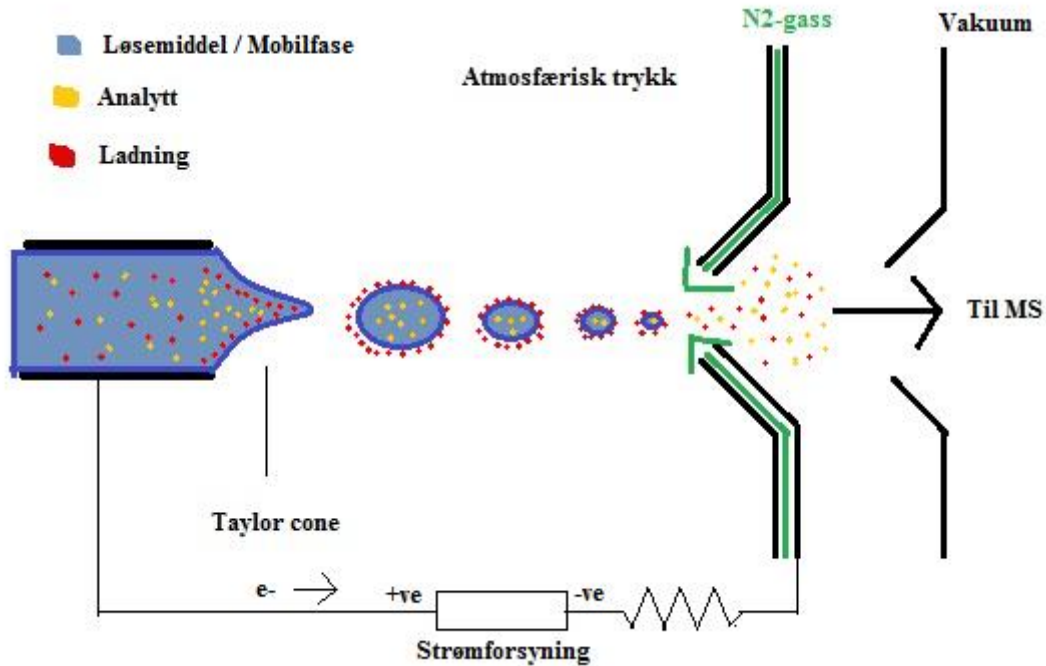 N2-gass
Vakuum
Løsemiddel / Mobilfase
Atmosfærisk trykk
Analytt
Ladning
Til MS
Taylor cone
e-
+ve
-ve
Strømforsyning